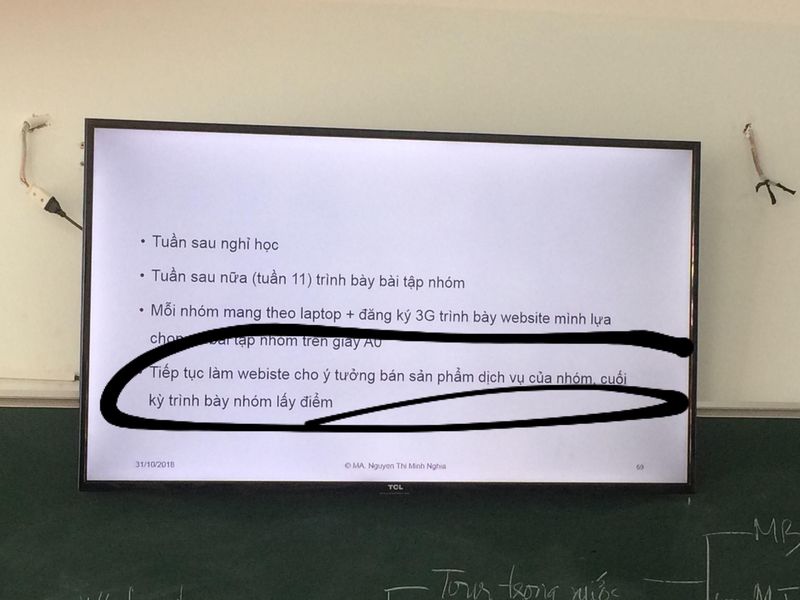 • Tuần sau nghỉ học
• Tuần sau nữa (tuần 11) trình bày bài tập nhóm
• Mỗi nhóm mang theo laptop + đăng ký 3G trình bày website mình lựa
bài tập nhóm trên giấy A0
Tiếp tục làm webiste cho ý tưởng bán sản phẩm dịch vụ của nhóm, cuối
kỳ trình bày nhóm lấy điểm
31/10/2018 © MA. Nguyen Thi Minh Nghia 69
TCL
MB
Tour trong nước
MT